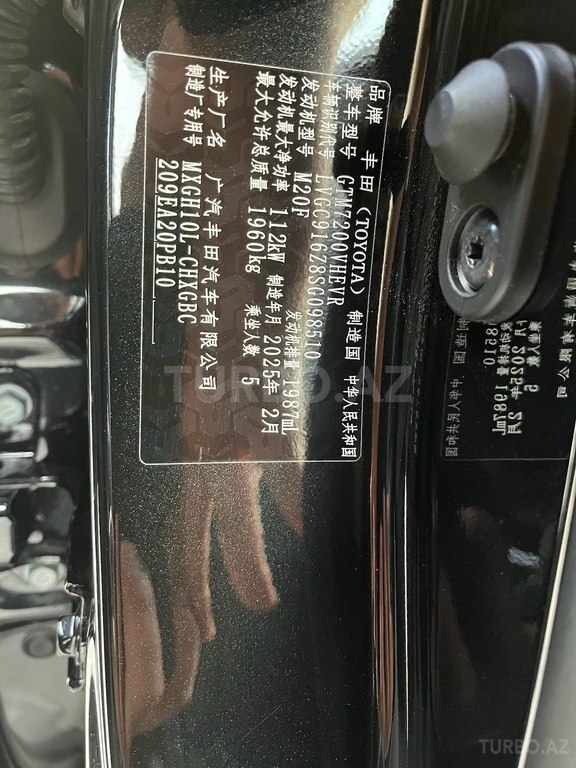 品牌 丰田 (TOYOTA) 制造国 中华人民共和国
整车型号 GTM7200VHEVR
车辆识别代号 LVGC916Z8SG098510
发动机型号 M20F 发动机排量 1987mL
发动机最大净功率 112kW 制造年月 2025年 2月
最大允许总质量 1960kg 乘坐人数 5
生产厂名 广汽丰田汽车有限公司
制造厂专用号 MXGH10L-CHXGBC
209EA20PB10
TURBO.AZ
TURBO.AZ